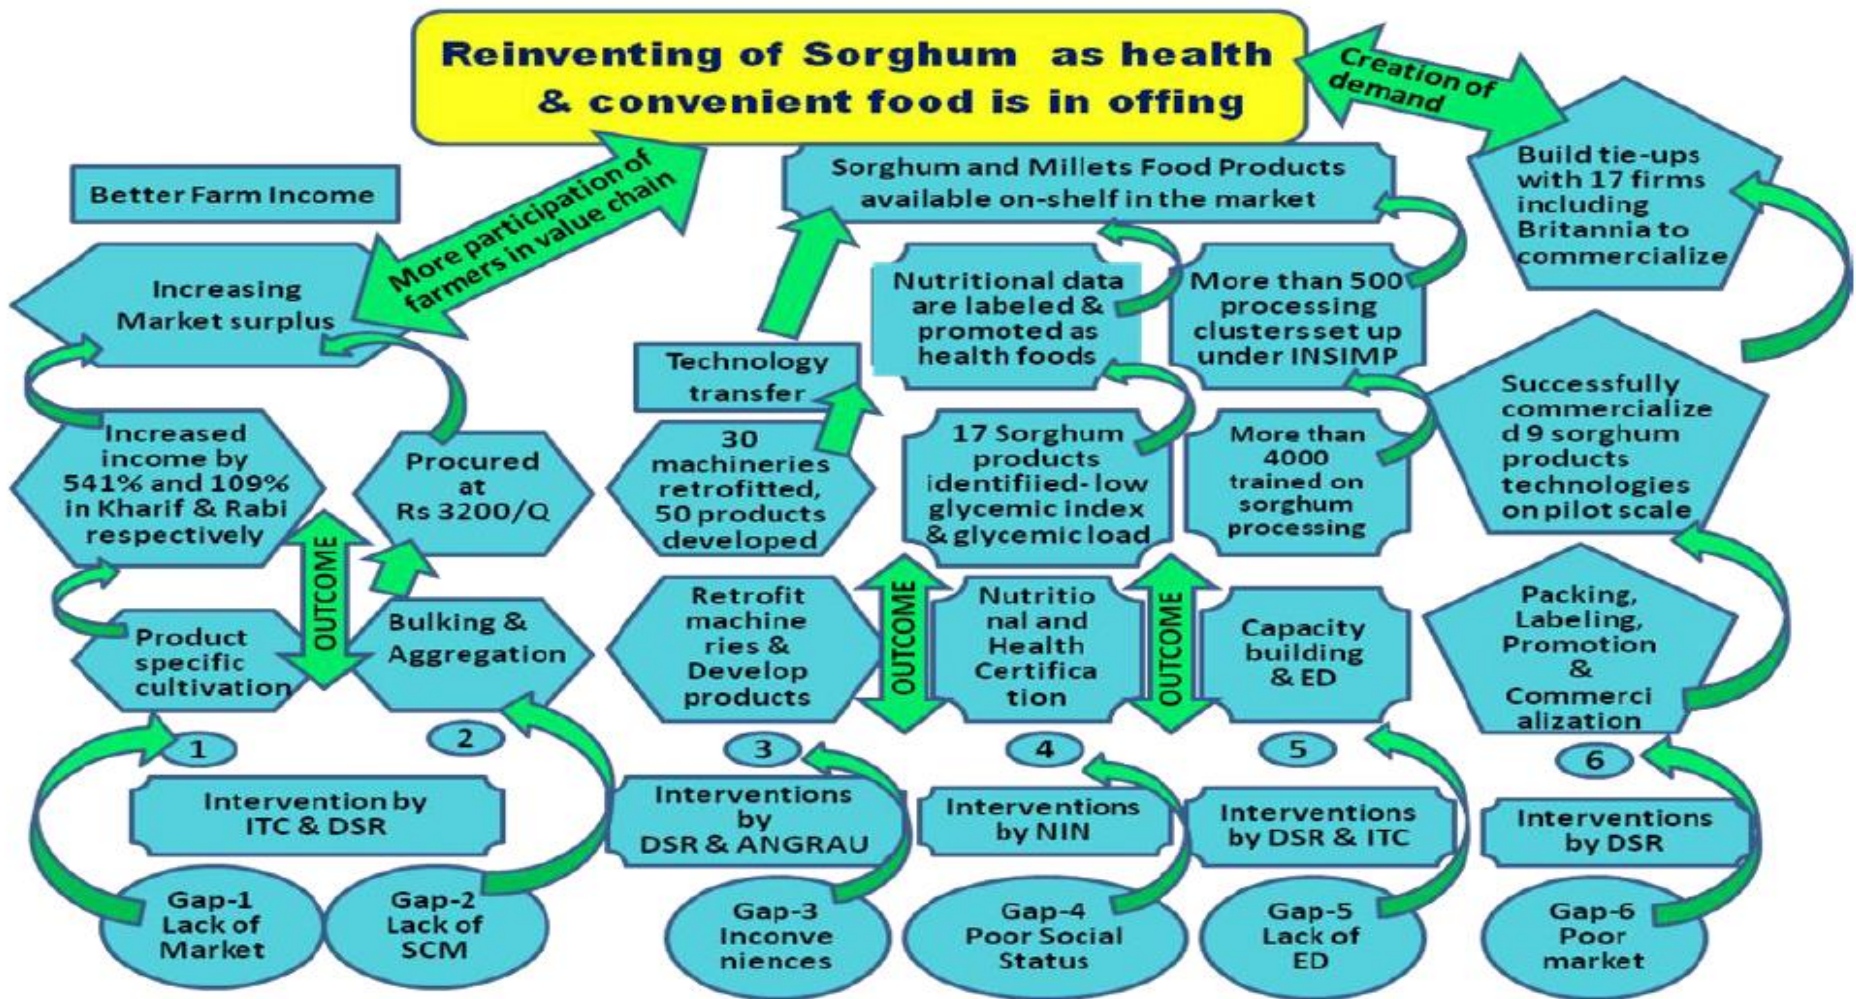 Reinventing of Sorghum as health
& convenient food is in offing
Creation of
demand
Build tie-ups
with 17 firms
including
Britannia to
commercialize
Better Farm Income
More participation of
farmers in value chain
Sorghum and Millets Food Products
available on-shelf in the market
Increasing
Market surplus
Nutritional data
are labeled &
promoted as
health foods
More than 500
processing
clusters set up
under INSIMP
Technology
transfer
Successfully
commercialize
d 9 sorghum
products
technologies
on pilot scale
Increased
income by
541% and 109%
in Kharif & Rabi
respectively
Procured
at
Rs 3200/Q
30
machineries
retrofitted,
50 products
developed
17 Sorghum
products
identifiied- low
glycemic index
& glycemic load
More than
4000
trained on
sorghum
processing
OUTCOME
OUTCOME
OUTCOME
Product
specific
cultivation
Bulking &
Aggregation
Retrofit
machine
ries &
Develop
products
Nutritio
nal and
Health
Certifica
tion
Capacity
building
& ED
Packing,
Labeling,
Promotion
&
Commerci
alization
1
2
3
4
5
6
Intervention by
ITC & DSR
Interventions
by
DSR & ANGRAU
Interventions
by NIN
Interventions
by DSR & ITC
Interventions
by DSR
Gap-1
Lack of
Market
Gap-2
Lack of
SCM
Gap-3
Inconve
niences
Gap-4
Poor Social
Status
Gap-5
Lack of
ED
Gap-6
Poor
market